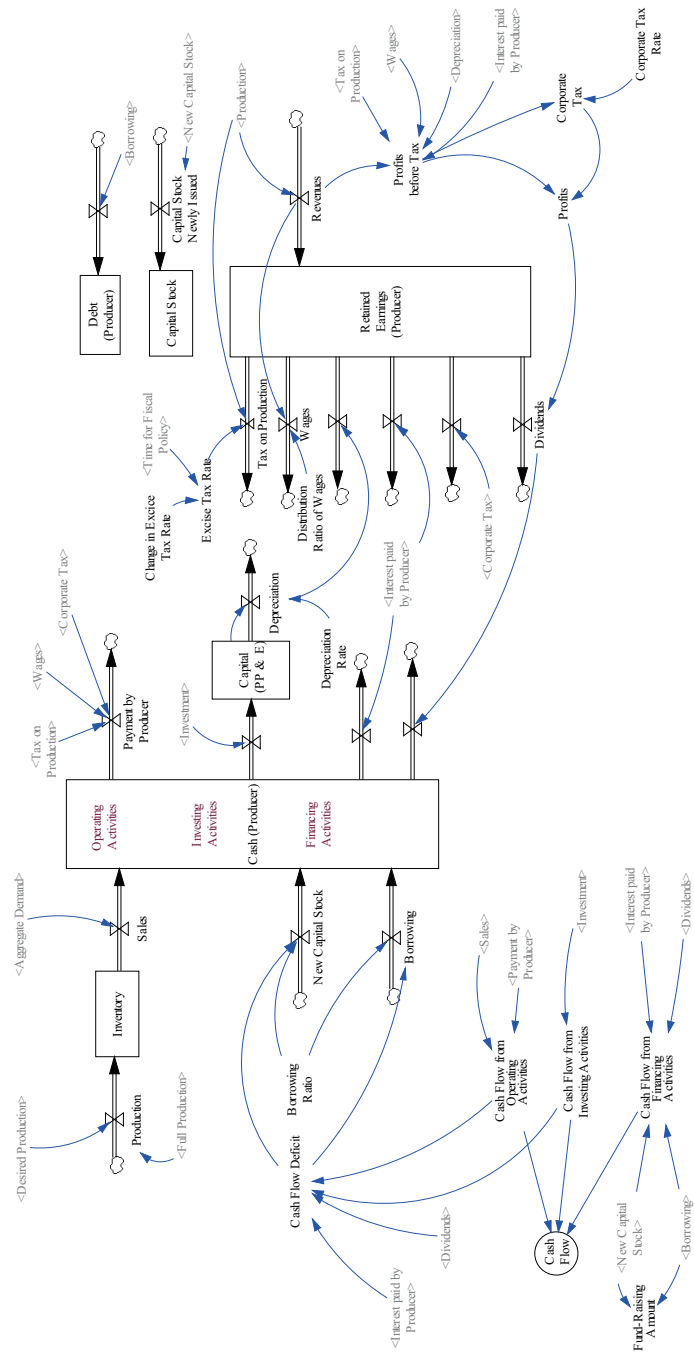 <Desired Production>
Production
<Full Production>
Inventory
<Aggregate Demand>
Sales
Operating
Activities
Investing
Activities
Cash (Producer)
Financing
Activities
<Tax on
Production>
<Wages>
<Corporate Tax>
Payment by
Producer
<Investment>
Capital
(PP & E)
Depreciation
Depreciation
Rate
<Interest paid
by Producer>
New Capital Stock
Borrowing
Borrowing
Ratio
Cash Flow Deficit
<Interest paid by
Producer>
<Dividends>
<Sales>
<Payment by
Producer>
Cash Flow from
Operating
Activities
<Investment>
Cash Flow from
Investing Activities
<Interest paid
by Producer>
<Dividends>
Cash Flow from
Financing
Activities
Cash
Flow
<New Capital
Stock>
<Borrowing>
Fund-Raising
Amount
Debt
(Producer)
<Borrowing>
Capital Stock
Capital Stock
Newly Issued
<New Capital Stock>
<Production>
Revenues
Retained
Earnings
(Producer)
<Time for Fiscal
Policy>
Change in Excice
Tax Rate
Excise Tax Rate
Tax on Production
Wages
Distribution
Ratio of Wages
<Corporate Tax>
Dividends
<Tax on
Production>
<Wages>
<Depreciation>
<Interest paid
by Producer>
Profits
before Tax
Corporate
Tax
Corporate Tax
Rate
Profits